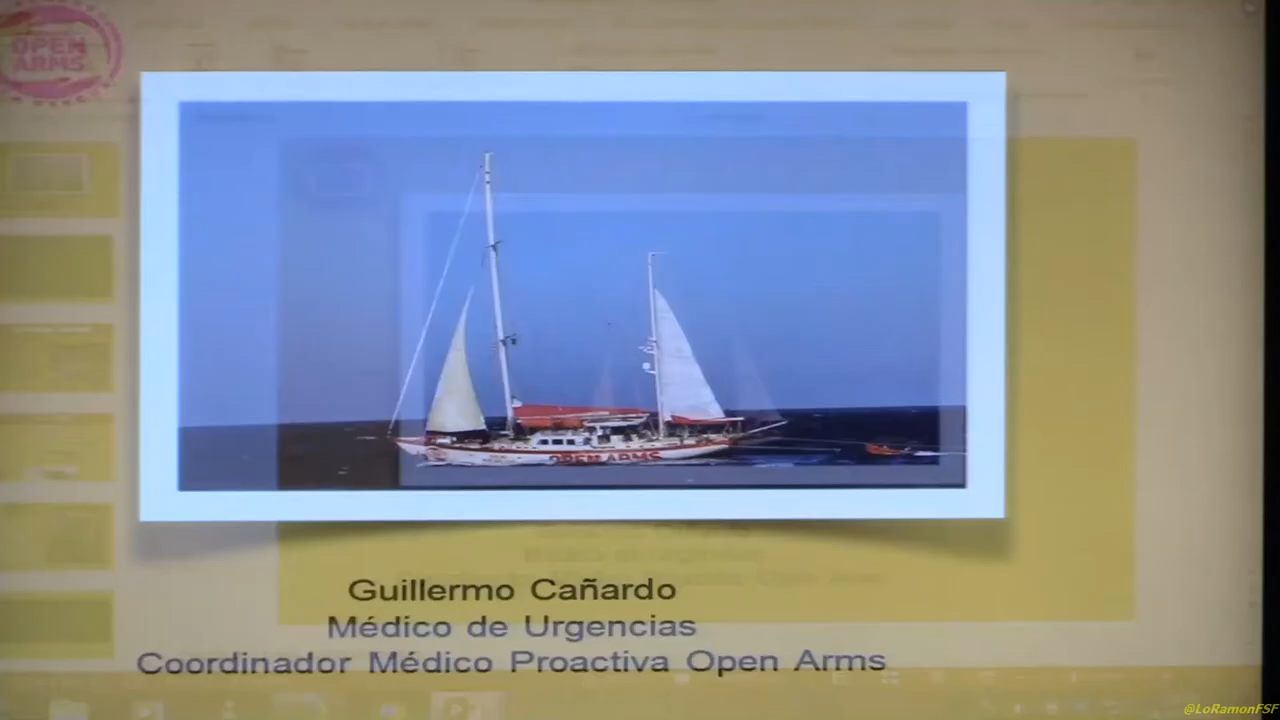 OPEN
ARMS
OPEN ARMS
Guillermo Cañardo
Médico de Urgencias
Coordinador Médico Proactiva Open Arms
@LoRamonFSF